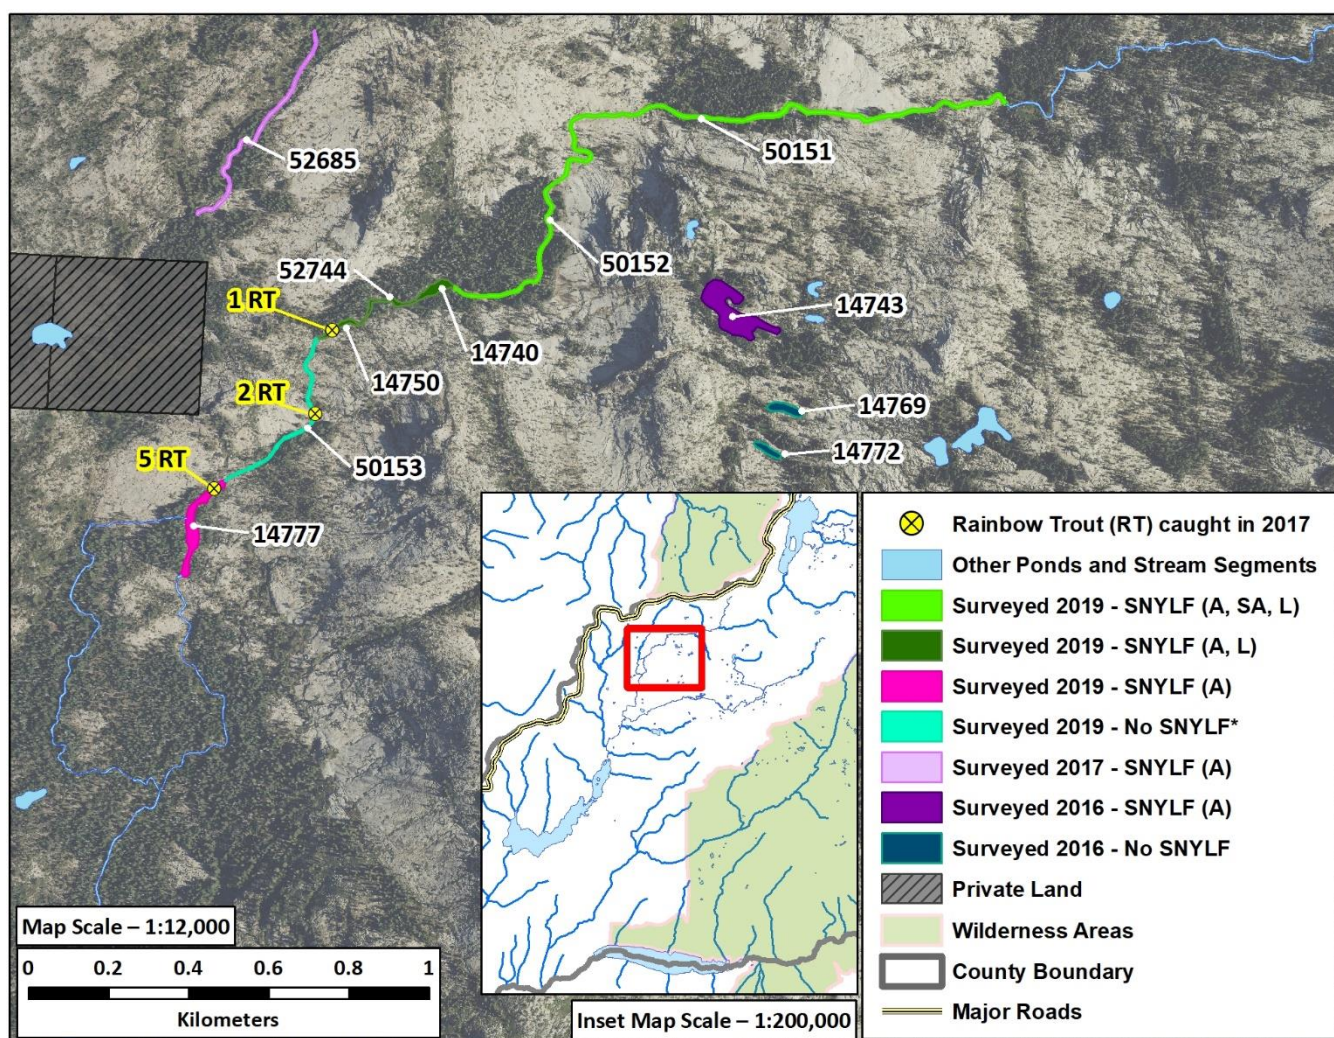 52685
50151
50152
52744
1 RT
14743
14740
14750
2 RT
14769
14772
50153
5 RT
14777
Map Scale – 1:12,000
0 0.2 0.4 0.6 0.8 1
Kilometers
Inset Map Scale – 1:200,000
Rainbow Trout (RT) caught in 2017
Other Ponds and Stream Segments
Surveyed 2019 - SNYLF (A, SA, L)
Surveyed 2019 - SNYLF (A, L)
Surveyed 2019 - SNYLF (A)
Surveyed 2019 - No SNYLF*
Surveyed 2017 - SNYLF (A)
Surveyed 2016 - SNYLF (A)
Surveyed 2016 - No SNYLF
Private Land
Wilderness Areas
County Boundary
Major Roads